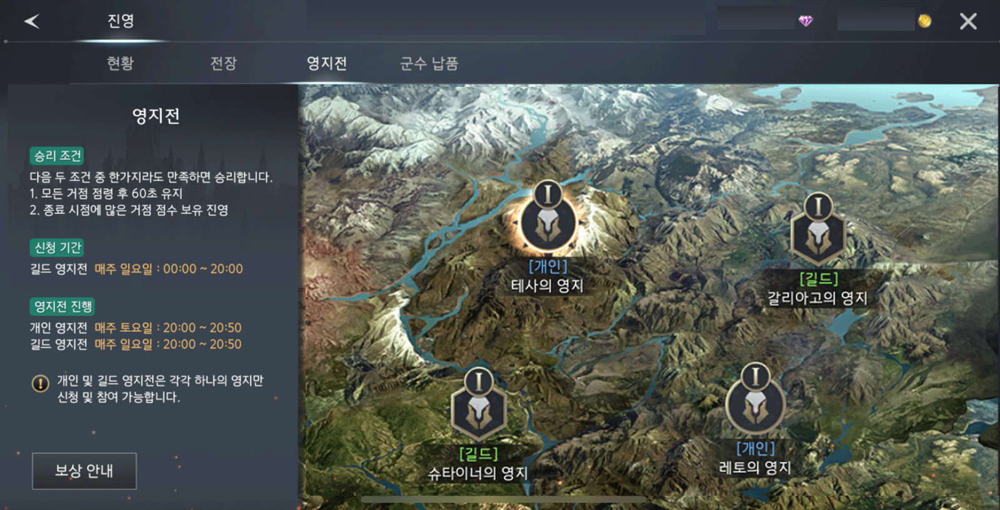 진영
현황
전장
영지전
군수 납품
영지전
승리 조건
다음 두 조건 중 한가지라도 만족하면 승리합니다.
1. 모든 거점 점령 후 60초 유지
2. 종료 시점에 많은 거점 점수 보유 진영
신청 기간
길드 영지전 매주 일요일 : 00:00 ~ 20:00
영지전 진행
개인 영지전 매주 토요일 : 20:00 ~ 20:50
길드 영지전 매주 일요일 : 20:00 ~ 20:50
개인 및 길드 영지전은 각각 하나의 영지만
신청 및 참여 가능합니다.
보상 안내
I
[개인]
테사의 영지
I
[길드]
갈리아고의 영지
I
[길드]
슈타이너의 영지
I
[개인]
레토의 영지